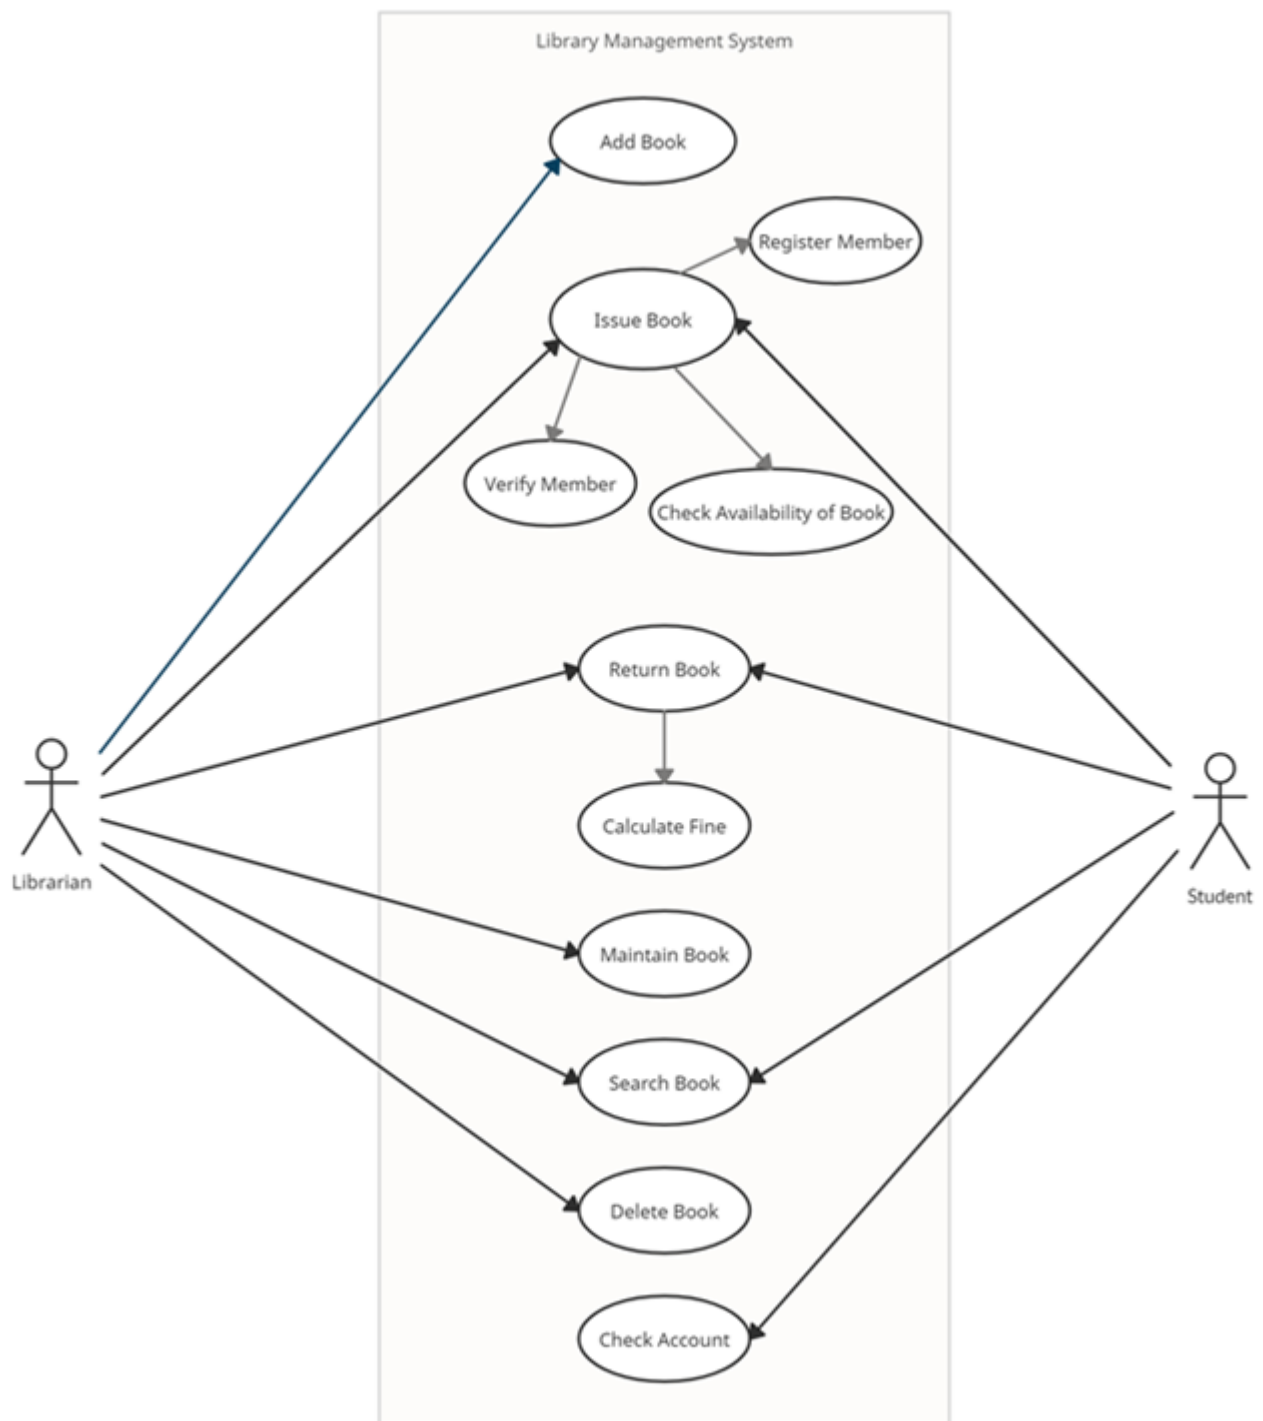 Library Management System
Add Book
Register Member
Issue Book
Verify Member
Check Availability of Book
Return Book
Calculate Fine
Librarian
Student
Maintain Book
Search Book
Delete Book
Check Account